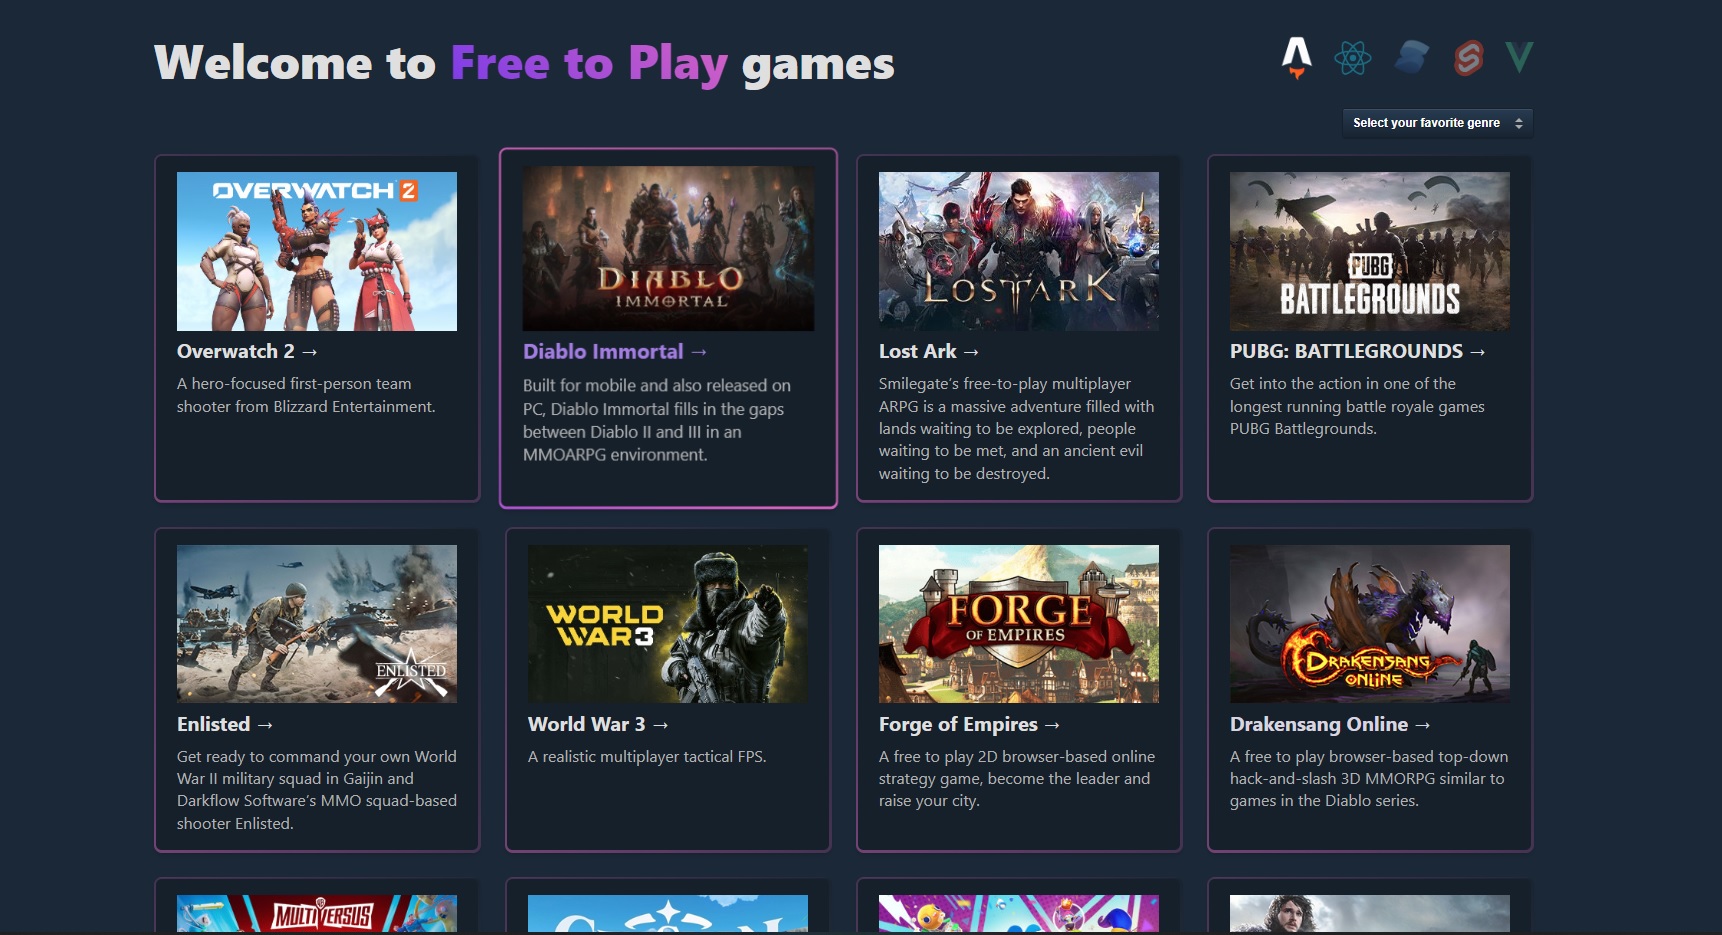 Welcome to Free to Play games
Select your favorite genre
OVERWATCH 2
Overwatch 2 →
A hero-focused first-person team
shooter from Blizzard Entertainment.
DIABLO
IMMORTAL
Diablo Immortal →
Built for mobile and also released on
PC, Diablo Immortal fills in the gaps
between Diablo II and III in an
MMOARPG environment.
LOST ARK
Lost Ark →
Smilegate’s free-to-play multiplayer
ARPG is a massive adventure filled with
lands waiting to be explored, people
waiting to be met, and an ancient evil
waiting to be destroyed.
PUBG
BATTLEGROUNDS
PUBG: BATTLEGROUNDS →
Get into the action in one of the
longest running battle royale games
PUBG Battlegrounds.
ENLISTED
Enlisted →
Get ready to command your own World
War II military squad in Gaijin and
Darkflow Software’s MMO squad-based
shooter Enlisted.
WORLD
WAR3
World War 3 →
A realistic multiplayer tactical FPS.
FORGE
OF EMPIRES
Forge of Empires →
A free to play 2D browser-based online
strategy game, become the leader and
raise your city.
DRAKENSANG
ONLINE
Drakensang Online →
A free to play browser-based top-down
hack-and-slash 3D MMORPG similar to
games in the Diablo series.
MULTIVERSUS